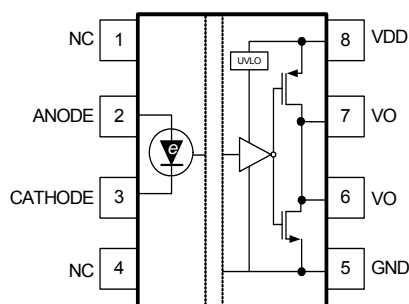 NC 1
ANODE 2
CATHODE 3
NC 4
e
UVLO
8 VDD
7 VO
6 VO
5 GND